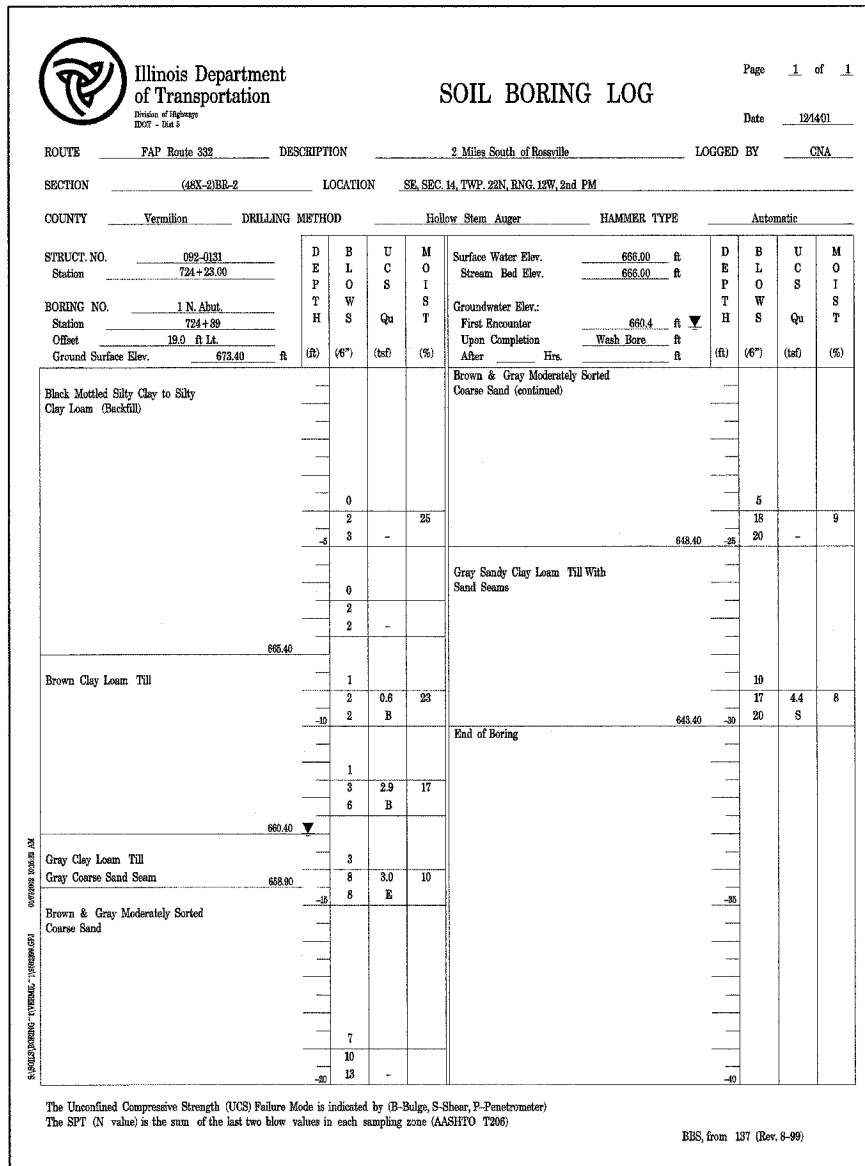 Illinois Department
of Transportation
Division of Highways
IDOT - Dist 5
SOIL BORING LOG
Page 1 of 1
Date 12/14/01
ROUTE FAP Route 332 DESCRIPTION 2 Miles South of Rossville LOGGED BY CNA
SECTION (48X-2)BR-2 LOCATION SE, SEC. 14, TWP. 22N, RNG. 12W, 2nd PM
COUNTY Vermilion DRILLING METHOD Hollow Stem Auger HAMMER TYPE Automatic
STRUCT. NO. 092-0131
Station 724+23.00
BORING NO. 1 N. Abut.
Station 724+39
Offset 19.0 ft Lt.
Ground Surface Elev. 673.40 ft
DEPTH (ft)
BLOWS (/6")
UCS Qu (tsf)
MOIST (%)
Surface Water Elev. 666.00 ft
Stream Bed Elev. 666.00 ft
Groundwater Elev.:
First Encounter 660.4 ft ▼
Upon Completion Wash Bore ft
After Hrs. ft
DEPTH (ft)
BLOWS (/6")
UCS Qu (tsf)
MOIST (%)
Black Mottled Silty Clay to Silty
Clay Loam (Backfill)
0
2 25
-5 3 -
0
2
2 -
665.40
Brown Clay Loam Till 1
2 0.6 23
-10 2 B
1
3 2.9 17
6 B
660.40 ▼
Gray Clay Loam Till 3
Gray Coarse Sand Seam 658.90 8 3.0 10
-15 8 E
Brown & Gray Moderately Sorted
Coarse Sand
7
10
-20 13 -
Brown & Gray Moderately Sorted
Coarse Sand (continued)
5
18 9
648.40 -25 20 -
Gray Sandy Clay Loam Till With
Sand Seams
10
17 4.4 8
643.40 -30 20 S
End of Boring
-35
-40
The Unconfined Compressive Strength (UCS) Failure Mode is indicated by (B-Bulge, S-Shear, P-Penetrometer)
The SPT (N value) is the sum of the last two blow values in each sampling zone (AASHTO T206)
BBS, from 137 (Rev. 8-99)